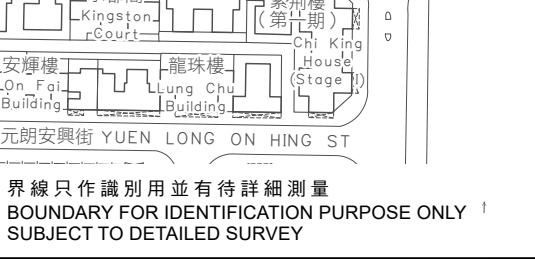 Kingston
Court
紫荊樓
(第一期)
Chi King
House
(Stage I)
安輝樓
On Fai
Building
龍珠樓
Lung Chu
Building
元朗安興街 YUEN LONG ON HING ST
界線只作識別用並有待詳細測量
BOUNDARY FOR IDENTIFICATION PURPOSE ONLY
SUBJECT TO DETAILED SURVEY